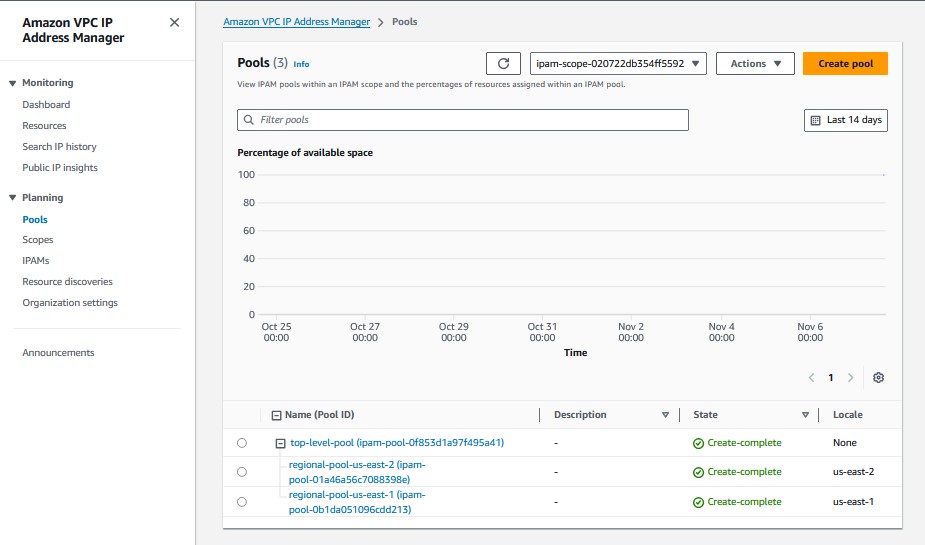 Amazon VPC IP
Address Manager
Monitoring
Dashboard
Resources
Search IP history
Public IP insights
Planning
Pools
Scopes
IPAMs
Resource discoveries
Organization settings
Announcements
Amazon VPC IP Address Manager > Pools
Pools (3) Info
ipam-scope-020722db354ff5592
Actions
Create pool
View IPAM pools within an IPAM scope and the percentages of resources assigned within an IPAM pool.
Filter pools
Last 14 days
Percentage of available space
100
80
60
40
20
0
Oct 25 Oct 27 Oct 29 Oct 31 Nov 2 Nov 4 Nov 6
00:00 00:00 00:00 00:00 00:00 00:00 00:00
Time
1
Name (Pool ID) Description State Locale
top-level-pool (ipam-pool-0f853d1a97f495a41) - Create-complete None
regional-pool-us-east-2 (ipam-
pool-01a46a56c7088398e) - Create-complete us-east-2
regional-pool-us-east-1 (ipam-
pool-0b1da051096cdd213) - Create-complete us-east-1